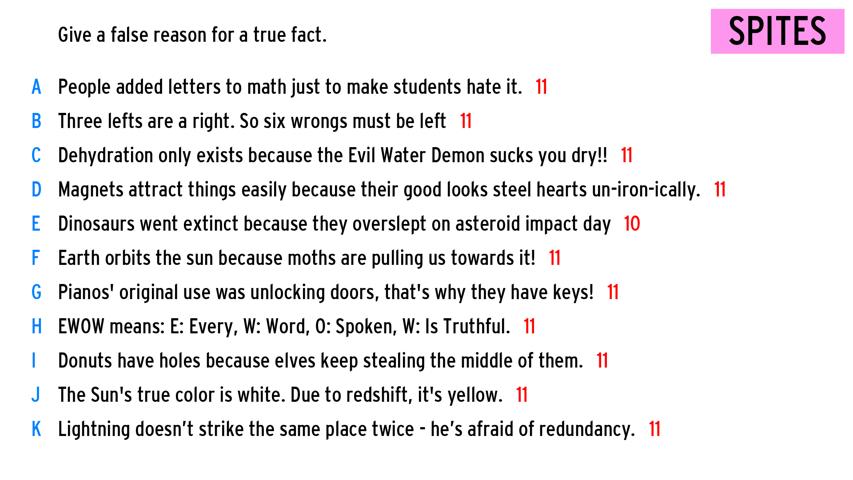 Give a false reason for a true fact.
SPITES
A People added letters to math just to make students hate it. 11
B Three lefts are a right. So six wrongs must be left 11
C Dehydration only exists because the Evil Water Demon sucks you dry!! 11
D Magnets attract things easily because their good looks steel hearts un-iron-ically. 11
E Dinosaurs went extinct because they overslept on asteroid impact day 10
F Earth orbits the sun because moths are pulling us towards it! 11
G Pianos' original use was unlocking doors, that's why they have keys! 11
H EWOW means: E: Every, W: Word, O: Spoken, W: Is Truthful. 11
I Donuts have holes because elves keep stealing the middle of them. 11
J The Sun's true color is white. Due to redshift, it's yellow. 11
K Lightning doesn’t strike the same place twice - he’s afraid of redundancy. 11